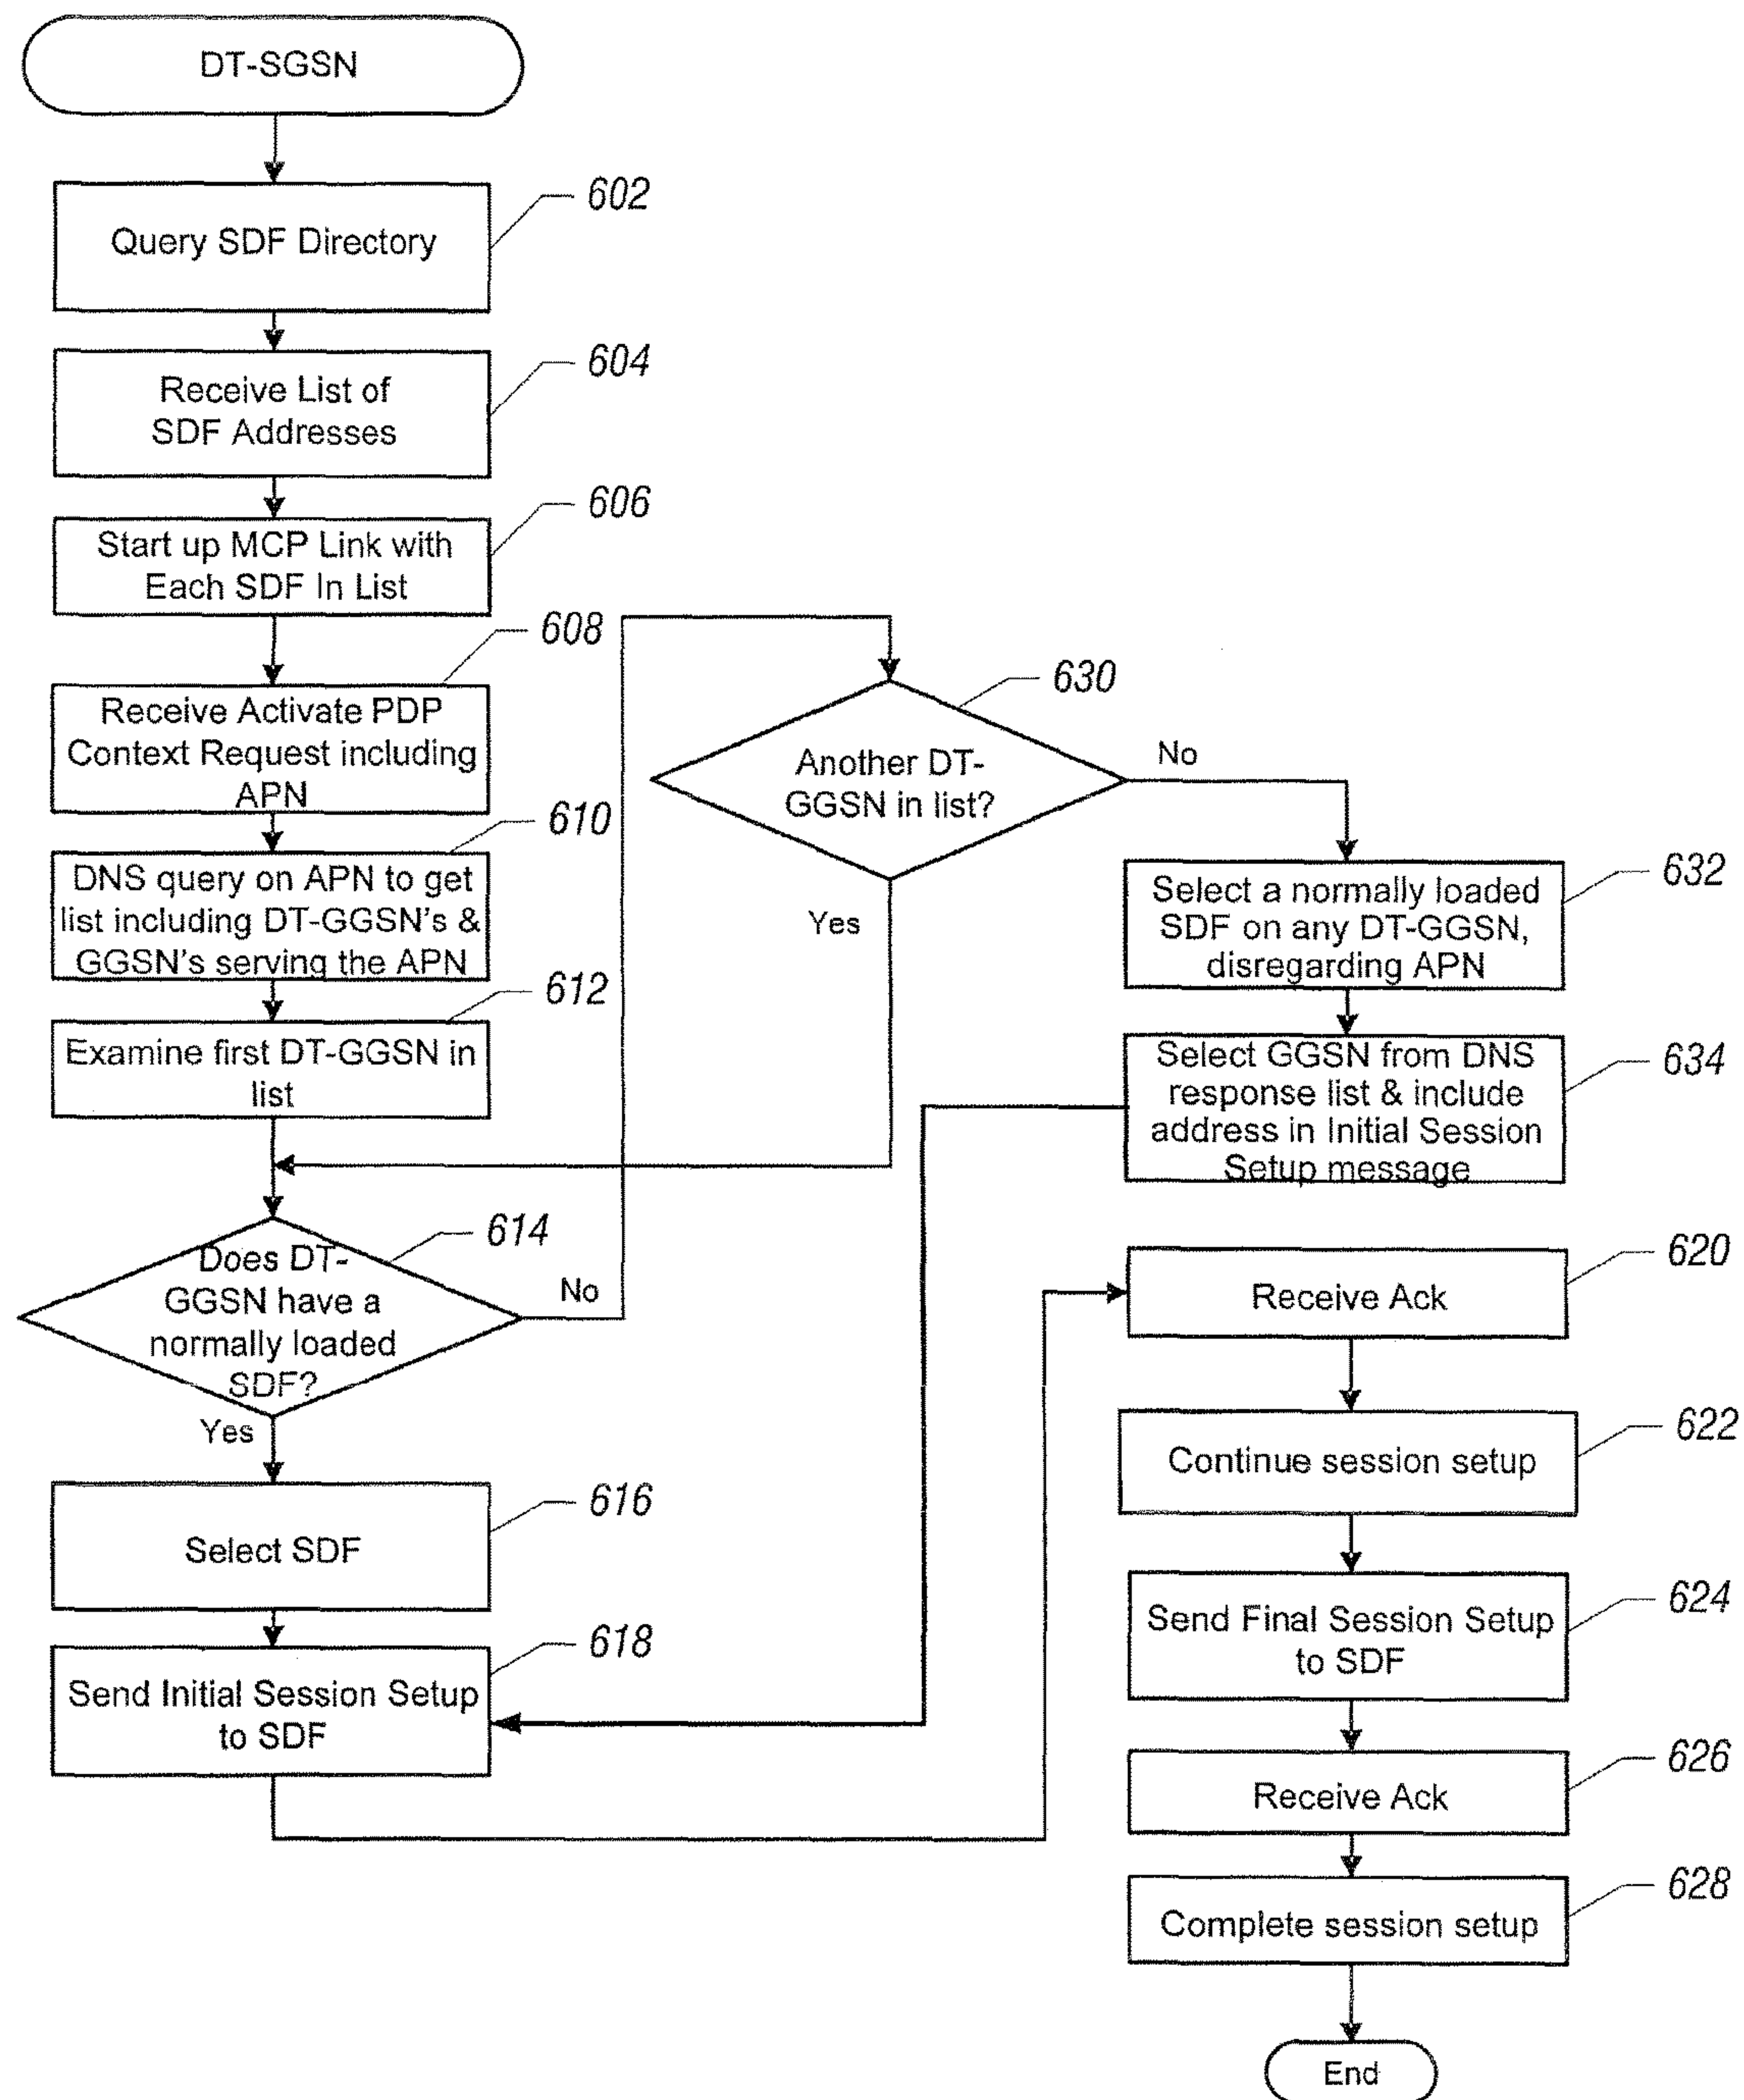 DT-SGSN
602
Query SDF Directory
604
Receive List of
SDF Addresses
606
Start up MCP Link with
Each SDF In List
608
Receive Activate PDP
Context Request including
APN
610
DNS query on APN to get
list including DT-GGSN's &
GGSN's serving the APN
612
Examine first DT-GGSN in
list
614
Does DT-
GGSN have a
normally loaded
SDF?
No
Yes
616
Select SDF
618
Send Initial Session Setup
to SDF
630
Another DT-
GGSN in list?
No
Yes
632
Select a normally loaded
SDF on any DT-GGSN,
disregarding APN
634
Select GGSN from DNS
response list & include
address in Initial Session
Setup message
620
Receive Ack
622
Continue session setup
624
Send Final Session Setup
to SDF
626
Receive Ack
628
Complete session setup
End